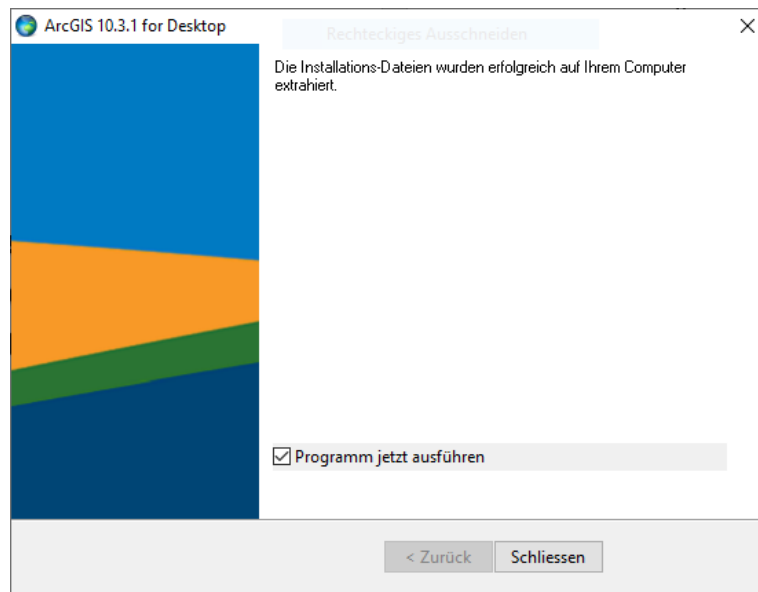 ArcGIS 10.3.1 for Desktop
Rechteckiges Ausschneiden
Die Installations-Dateien wurden erfolgreich auf Ihrem Computer
extrahiert.
Programm jetzt ausführen
< Zurück
Schliessen